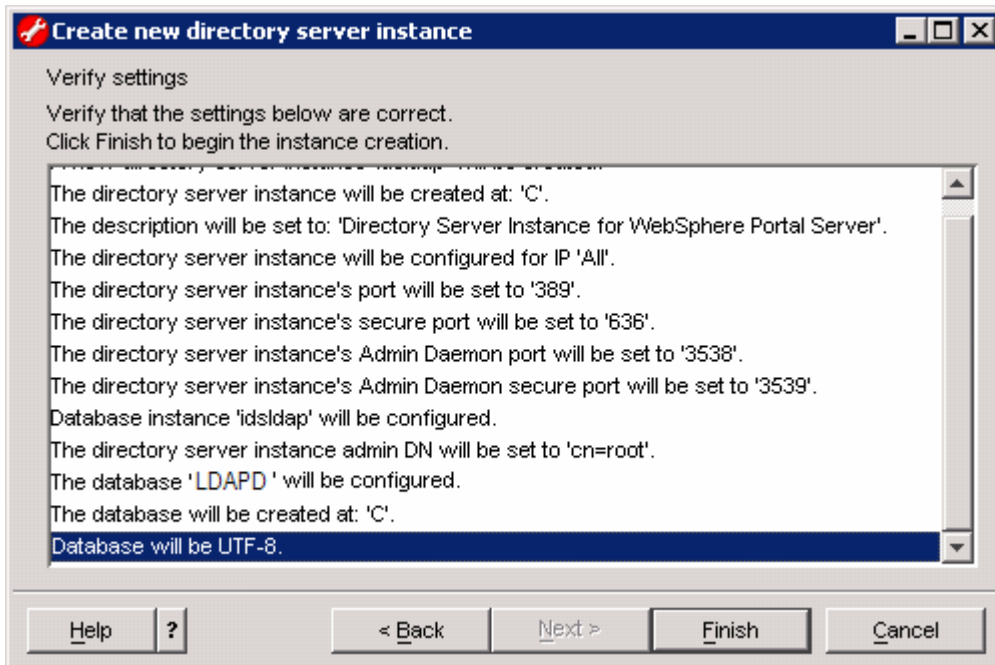 Create new directory server instance
Verify settings
Verify that the settings below are correct.
Click Finish to begin the instance creation.
The directory server instance will be created at: 'C'.
The description will be set to: 'Directory Server Instance for WebSphere Portal Server'.
The directory server instance will be configured for IP 'All'.
The directory server instance's port will be set to '389'.
The directory server instance's secure port will be set to '636'.
The directory server instance's Admin Daemon port will be set to '3538'.
The directory server instance's Admin Daemon secure port will be set to '3539'.
Database instance 'idsldap' will be configured.
The directory server instance admin DN will be set to 'cn=root'.
The database 'LDAPD ' will be configured.
The database will be created at: 'C'.
Database will be UTF-8.
Help ? < Back Next > Finish Cancel